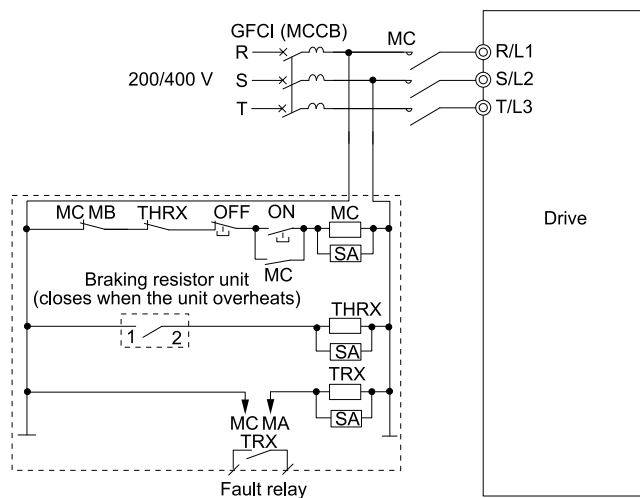 GFCI (MCCB)
MC
R
R/L1
200/400 V
S
S/L2
T
T/L3
Drive
MC MB
THRX
OFF
ON
MC
SA
MC
Braking resistor unit
(closes when the unit overheats)
1
2
THRX
SA
TRX
SA
MC MA
TRX
Fault relay